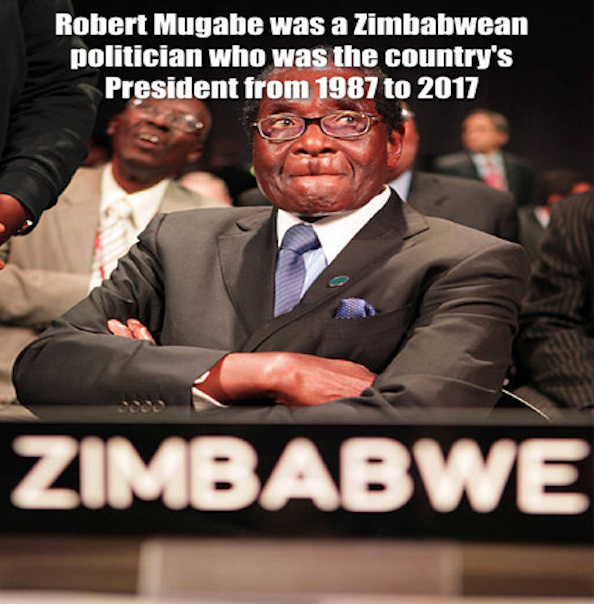 Robert Mugabe was a Zimbabwean
politician who was the country's
President from 1987 to 2017
ZIMBABWE